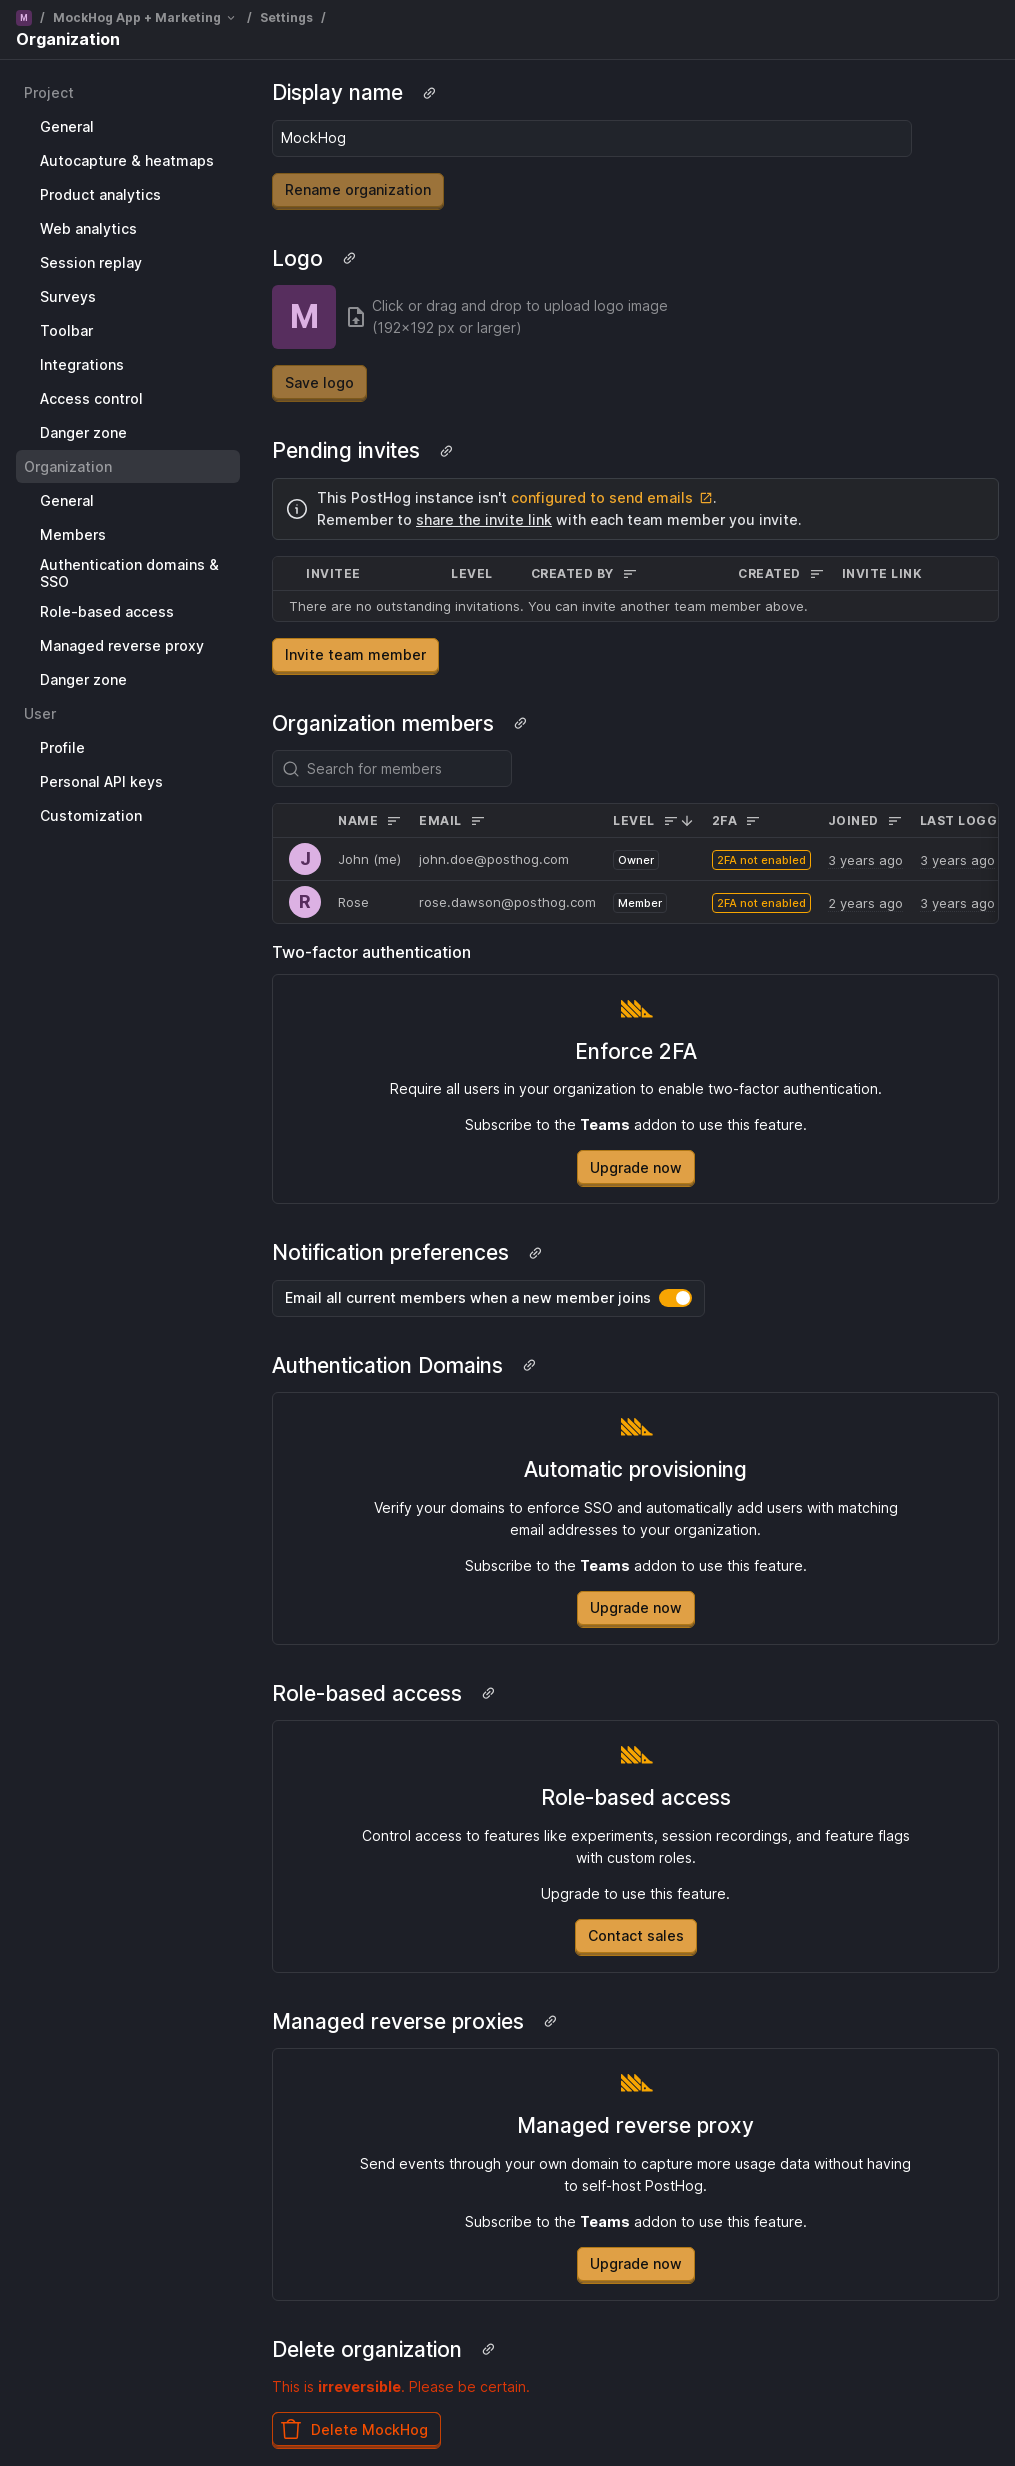 M / MockHog App + Marketing / Settings /
Organization
Project
General
Autocapture & heatmaps
Product analytics
Web analytics
Session replay
Surveys
Toolbar
Integrations
Access control
Danger zone
Organization
General
Members
Authentication domains &
SSO
Role-based access
Managed reverse proxy
Danger zone
User
Profile
Personal API keys
Customization
Display name
MockHog
Rename organization
Logo
M
Click or drag and drop to upload logo image
(192×192 px or larger)
Save logo
Pending invites
This PostHog instance isn't configured to send emails.
Remember to share the invite link with each team member you invite.
INVITEE LEVEL CREATED BY CREATED INVITE LINK
There are no outstanding invitations. You can invite another team member above.
Invite team member
Organization members
Search for members
NAME EMAIL LEVEL 2FA JOINED LAST LOGG
J John (me) john.doe@posthog.com Owner 2FA not enabled 3 years ago 3 years ago
R Rose rose.dawson@posthog.com Member 2FA not enabled 2 years ago 3 years ago
Two-factor authentication
Enforce 2FA
Require all users in your organization to enable two-factor authentication.
Subscribe to the Teams addon to use this feature.
Upgrade now
Notification preferences
Email all current members when a new member joins
Authentication Domains
Automatic provisioning
Verify your domains to enforce SSO and automatically add users with matching
email addresses to your organization.
Subscribe to the Teams addon to use this feature.
Upgrade now
Role-based access
Role-based access
Control access to features like experiments, session recordings, and feature flags
with custom roles.
Upgrade to use this feature.
Contact sales
Managed reverse proxies
Managed reverse proxy
Send events through your own domain to capture more usage data without having
to self-host PostHog.
Subscribe to the Teams addon to use this feature.
Upgrade now
Delete organization
This is irreversible. Please be certain.
Delete MockHog